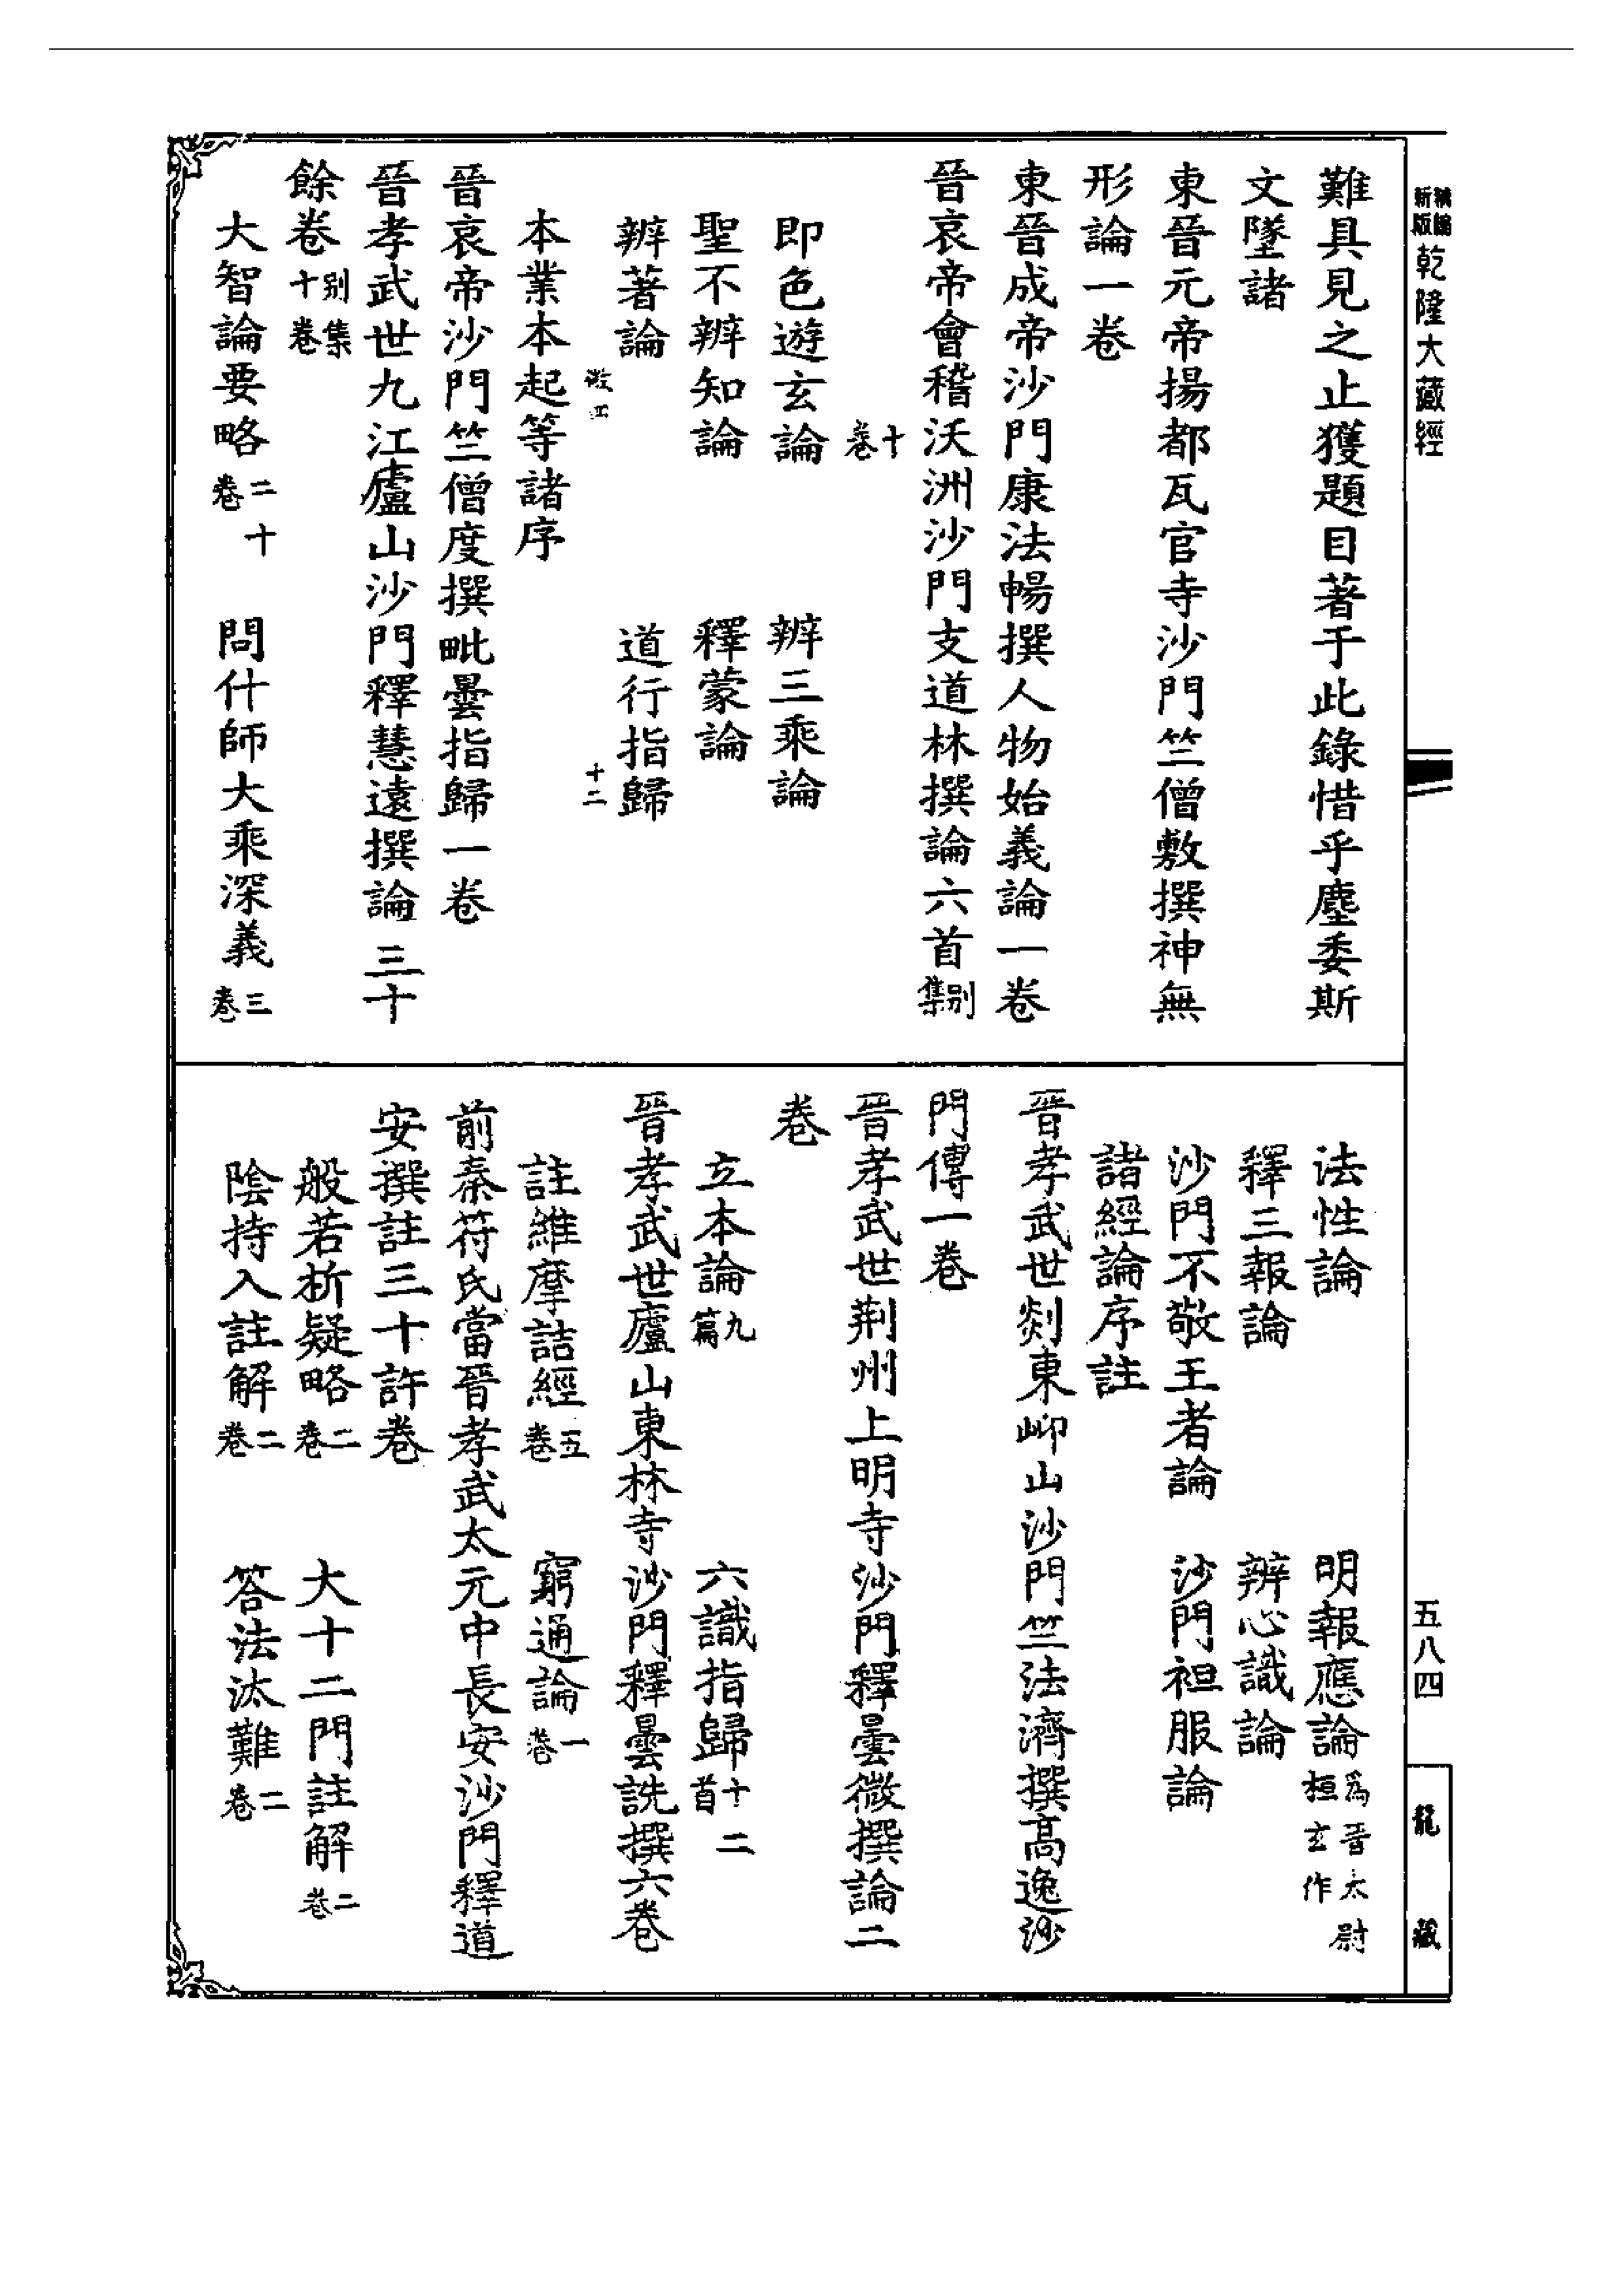 新編縮版乾隆大藏經
難具見之止獲題目著于此錄惜乎塵委斯
文墜諸
東晉元帝揚都瓦官寺沙門竺僧敷撰神無
形論一卷
東晉成帝沙門康法暢撰人物始義論一卷
晉哀帝會稽沃洲沙門支道林撰論六首別集
十卷
即色遊玄論 辨三乘論
聖不辨知論 釋蒙論
辨著論 道行指歸
十二
本業本起等諸序
晉哀帝沙門竺僧度撰毗曇指歸一卷
晉孝武世九江廬山沙門釋慧遠撰論三十
餘卷別集十卷
大智論要略二十卷 問什師大乘深義三卷
法性論 明報應論為晉太尉桓玄作
釋三報論 辨心識論
沙門不敬王者論 沙門袒服論
諸經論序註
晉孝武世剡東岬山沙門竺法濟撰高逸沙
門傳一卷
晉孝武世荆州上明寺沙門釋曇微撰論二
卷
立本論九篇 六識指歸十二首
晉孝武世廬山東林寺沙門釋曇詵撰六卷
註維摩詰經五卷 窮通論一卷
前秦符氏當晉孝武太元中長安沙門釋道
安撰註三十許卷
般若析疑略二卷 大十二門註解二卷
陰持入註解二卷 答法汰難二卷
五八四
龍藏